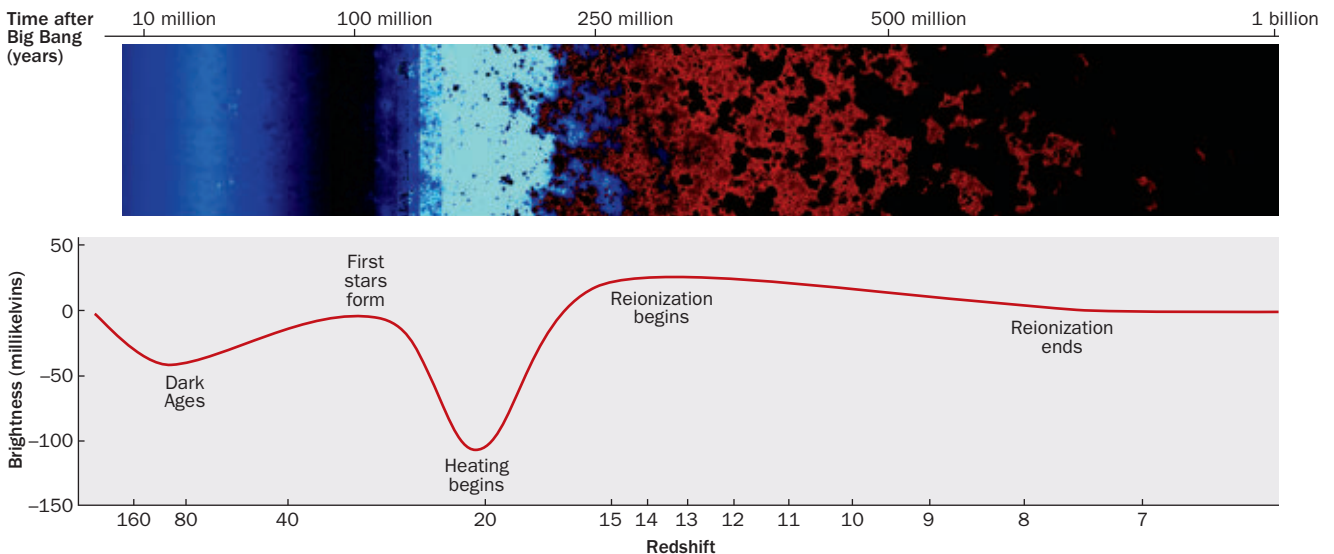 Time after
Big Bang
(years)
10 million
100 million
250 million
500 million
1 billion
Brightness (millikelvins)
50
0
–50
–100
–150
First
stars
form
Dark
Ages
Heating
begins
Reionization
begins
Reionization
ends
160 80 40 20 15 14 13 12 11 10 9 8 7
Redshift